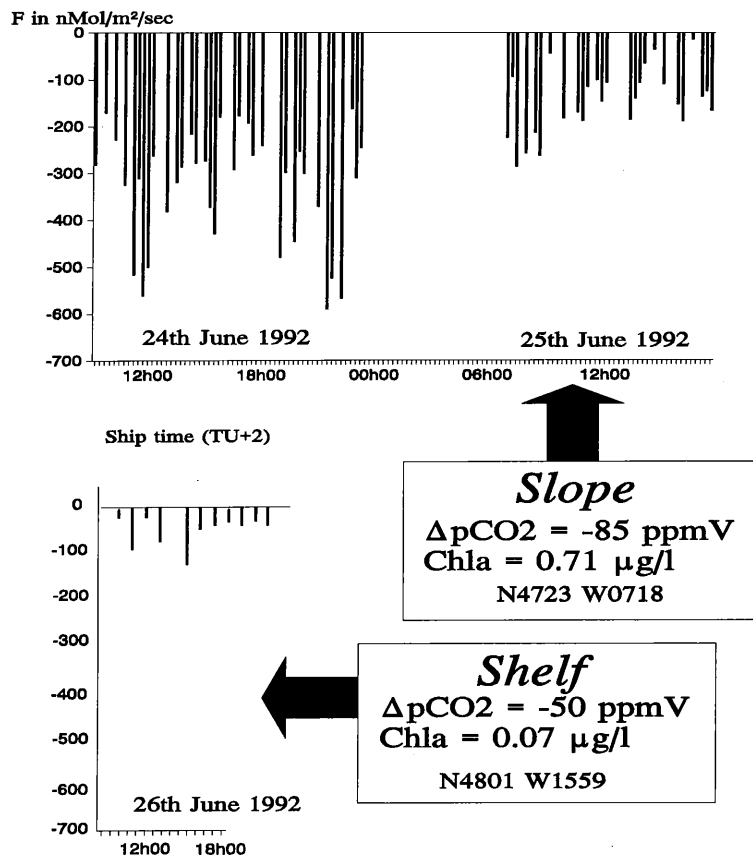 F in nMol/m²/sec
0
-100
-200
-300
-400
-500
-600
-700
24th June 1992
25th June 1992
12h00 18h00 00h00 06h00 12h00
Ship time (TU+2)
0
-100
-200
-300
-400
-500
-600
-700
26th June 1992
12h00 18h00
Slope
ΔpCO2 = -85 ppmV
Chla = 0.71 µg/l
N4723 W0718
Shelf
ΔpCO2 = -50 ppmV
Chla = 0.07 µg/l
N4801 W1559